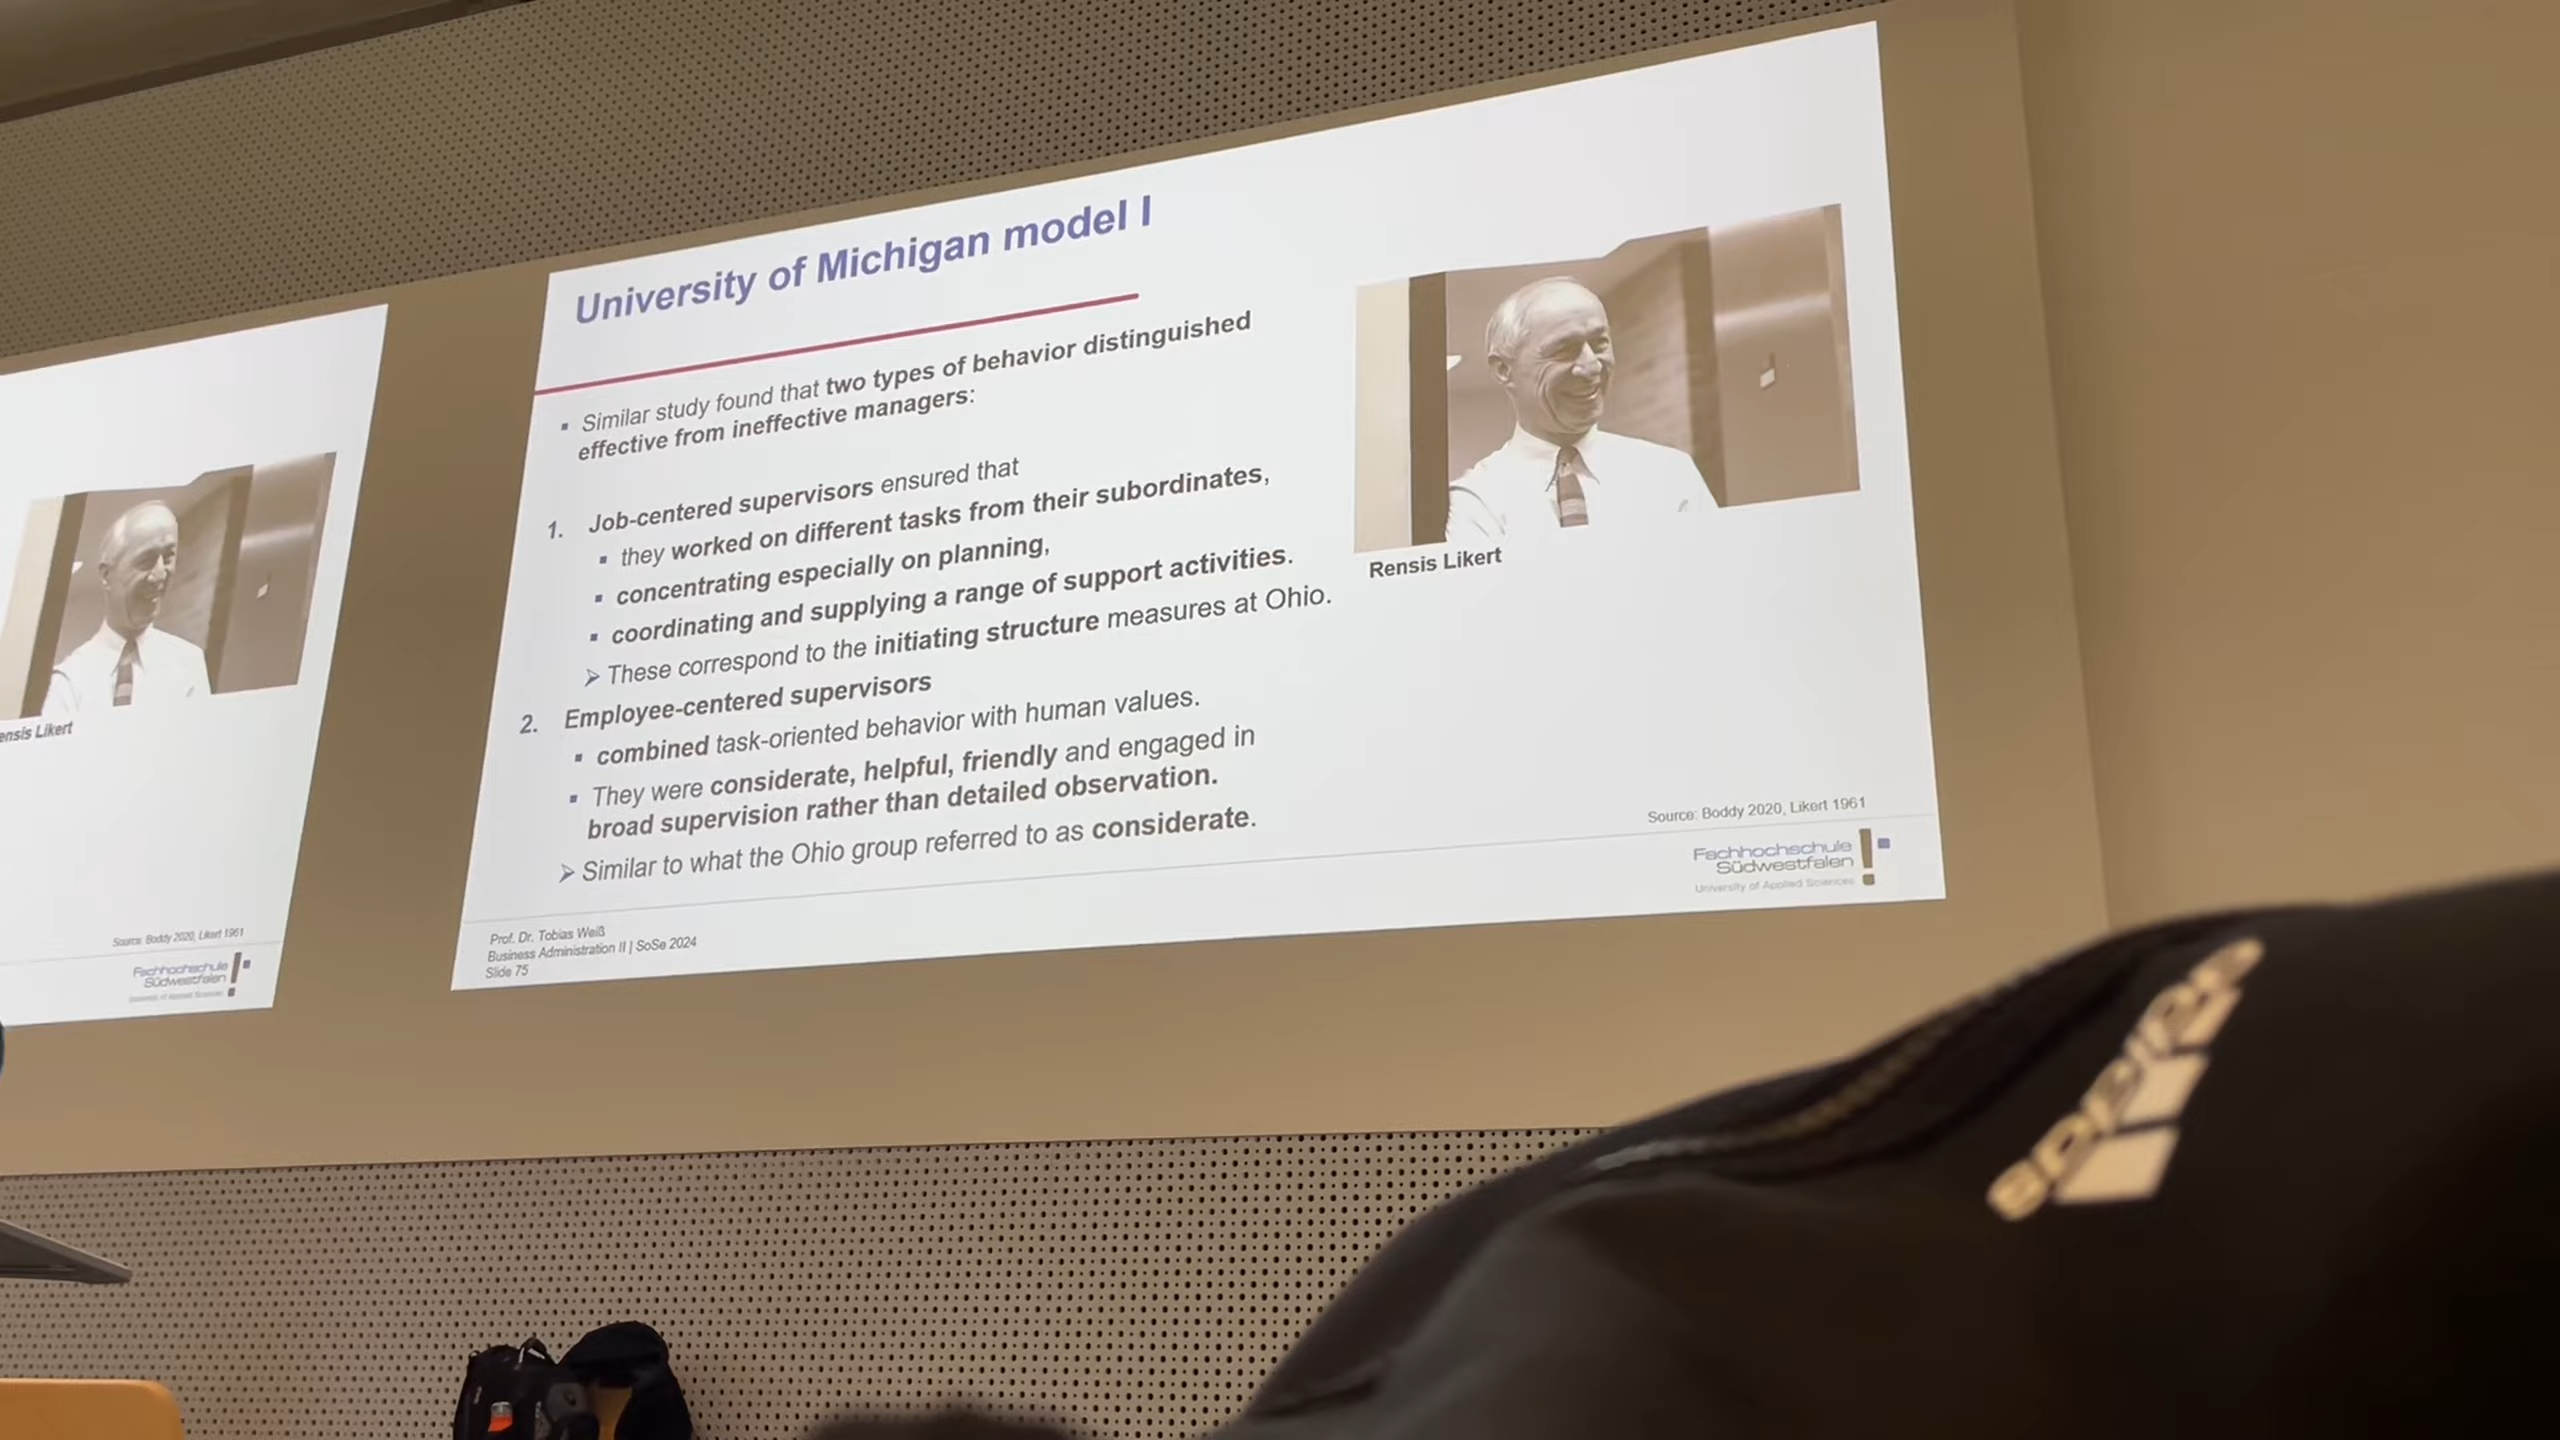 University of Michigan model I
▪ Similar study found that two types of behavior distinguished
effective from ineffective managers:
1. Job-centered supervisors ensured that
▪ they worked on different tasks from their subordinates,
▪ concentrating especially on planning,
▪ coordinating and supplying a range of support activities.
➢ These correspond to the initiating structure measures at Ohio.
2. Employee-centered supervisors
▪ combined task-oriented behavior with human values.
▪ They were considerate, helpful, friendly and engaged in
broad supervision rather than detailed observation.
➢ Similar to what the Ohio group referred to as considerate.
Rensis Likert
Source: Boddy 2020, Likert 1961
Fachhochschule
Südwestfalen
University of Applied Sciences
Prof. Dr. Tobias Weiß
Business Administration II | SoSe 2024
Slide 75
ensis Likert
Source: Boddy 2020, Likert 1961
Fachhochschule
Südwestfalen
University of Applied Sciences
adidas